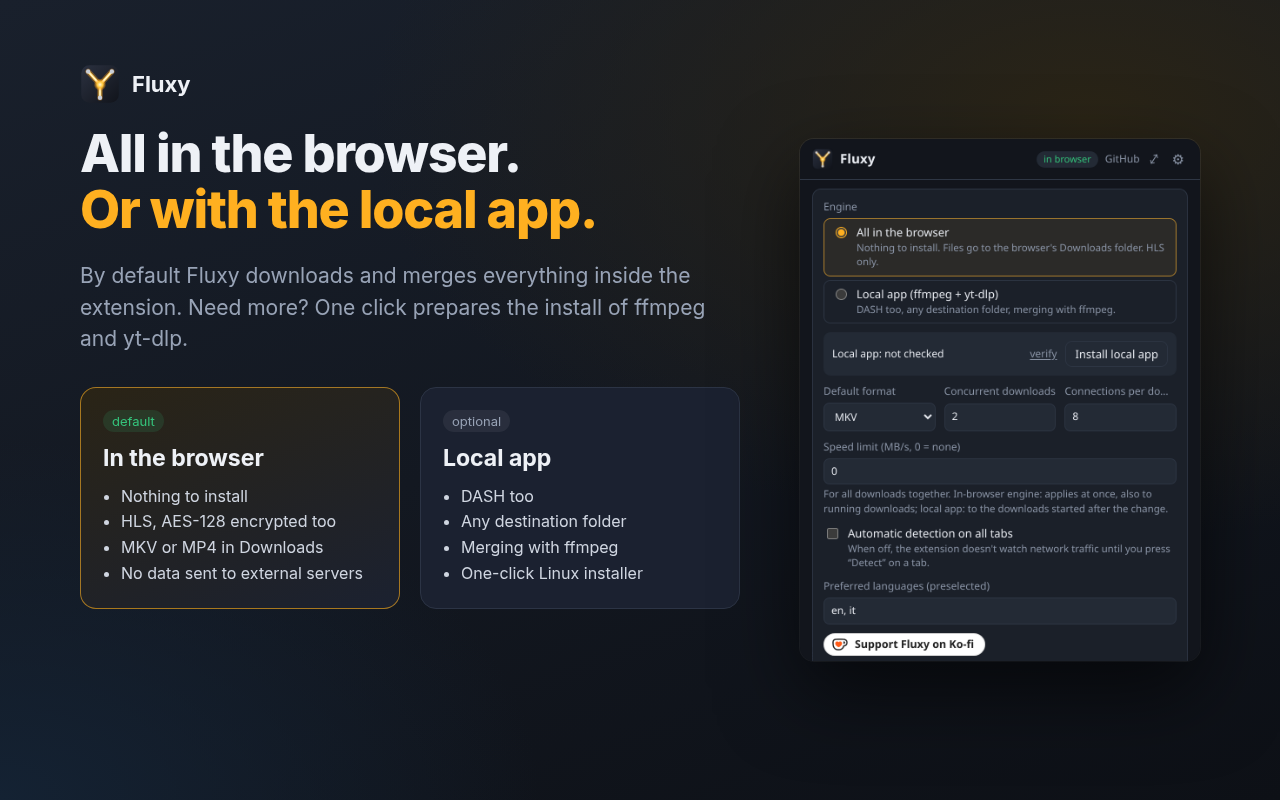 Fluxy
All in the browser.
Or with the local app.
By default Fluxy downloads and merges everything inside the
extension. Need more? One click prepares the install of ffmpeg
and yt-dlp.
default
In the browser
• Nothing to install
• HLS, AES-128 encrypted too
• MKV or MP4 in Downloads
• No data sent to external servers
optional
Local app
• DASH too
• Any destination folder
• Merging with ffmpeg
• One-click Linux installer
Fluxy
in browser GitHub
Engine
All in the browser
Nothing to install. Files go to the browser's Downloads folder. HLS
only.
Local app (ffmpeg + yt-dlp)
DASH too, any destination folder, merging with ffmpeg.
Local app: not checked verify Install local app
Default format Concurrent downloads Connections per do...
MKV 2 8
Speed limit (MB/s, 0 = none)
0
For all downloads together. In-browser engine: applies at once, also to
running downloads; local app: to the downloads started after the change.
Automatic detection on all tabs
When off, the extension doesn't watch network traffic until you press
"Detect" on a tab.
Preferred languages (preselected)
en, it
Support Fluxy on Ko-fi